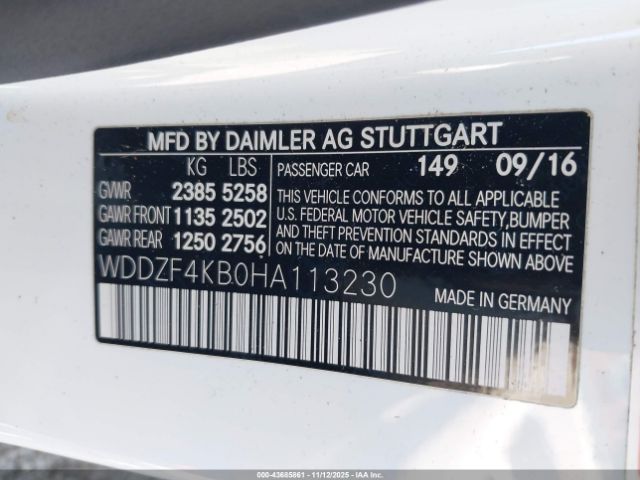 MFD BY DAIMLER AG STUTTGART
KG LBS
GVWR 2385 5258
GAWR FRONT 1135 2502
GAWR REAR 1250 2756
PASSENGER CAR 149 09/16
THIS VEHICLE CONFORMS TO ALL APPLICABLE
U.S. FEDERAL MOTOR VEHICLE SAFETY,BUMPER
AND THEFT PREVENTION STANDARDS IN EFFECT
ON THE DATE OF MANUFACTURE SHOWN ABOVE.
WDDZF4KB0HA113230
MADE IN GERMANY
000-43685861 - 11/12/2025 - IAAI.COM